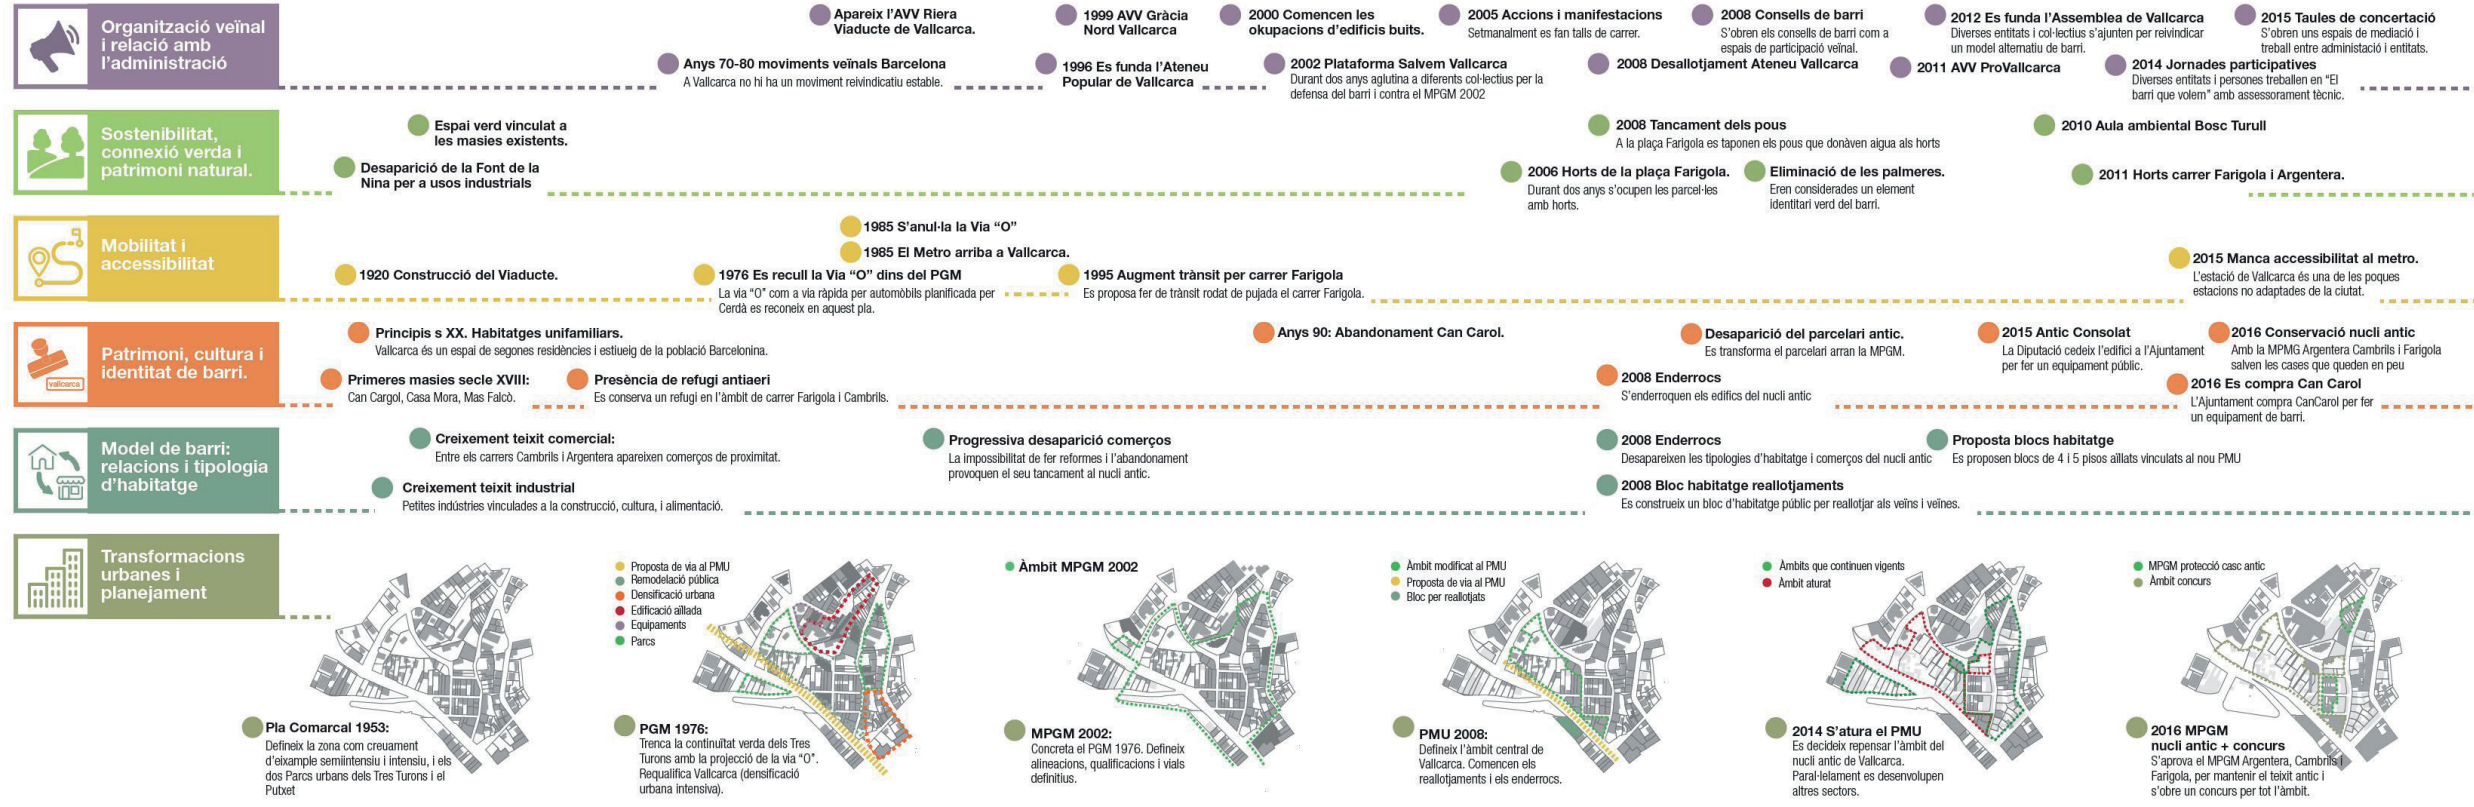 Organització veïnal
i relació amb
l'administració
Apareix l'AVV Riera
Viaducte de Vallcarca.
1999 AVV Gràcia
Nord Vallcarca
2000 Comencen les
okupacions d'edificis buits.
2005 Accions i manifestacions
Setmanalment es fan talls de carrer.
2008 Consells de barri
S'obren els consells de barri com a
espais de participació veïnal.
2012 Es funda l'Assemblea de Vallcarca
Diverses entitats i col·lectius s'ajunten per reivindicar
un model alternatiu de barri.
2015 Taules de concertació
S'obren uns espais de mediació i
treball entre administació i entitats.
Anys 70-80 moviments veïnals Barcelona
A Vallcarca no hi ha un moviment reivindicatiu estable.
1996 Es funda l'Ateneu
Popular de Vallcarca
2002 Plataforma Salvem Vallcarca
Durant dos anys aglutina a diferents col·lectius per la
defensa del barri i contra el MPGM 2002
2008 Desallotjament Ateneu Vallcarca
2011 AVV ProVallcarca
2014 Jornades participatives
Diverses entitats i persones treballen en "El
barri que volem" amb assessorament tècnic.
Sostenibilitat,
connexió verda i
patrimoni natural.
Espai verd vinculat a
les masies existents.
Desaparició de la Font de la
Nina per a usos industrials
2008 Tancament dels pous
A la plaça Farigola es taponen els pous que donàven aigua als horts
2010 Aula ambiental Bosc Turull
2006 Horts de la plaça Farigola.
Durant dos anys s'ocupen les parcel·les
amb horts.
Eliminació de les palmeres.
Eren considerades un element
identitari verd del barri.
2011 Horts carrer Farigola i Argentera.
Mobilitat i
accessibilitat
1985 S'anul·la la Via "O"
1985 El Metro arriba a Vallcarca.
1920 Construcció del Viaducte.
1976 Es recull la Via "O" dins del PGM
La via "O" com a via ràpida per automòbils planificada per
Cerdà es reconeix en aquest pla.
1995 Augment trànsit per carrer Farigola
Es proposa fer de trànsit rodat de pujada el carrer Farigola.
2015 Manca accessibilitat al metro.
L'estació de Vallcarca és una de les poques
estacions no adaptades de la ciutat.
vallcarca
Patrimoni, cultura i
identitat de barri.
Principis s XX. Habitatges unifamiliars.
Vallcarca és un espai de segones residències i estiueig de la població Barcelonina.
Anys 90: Abandonament Can Carol.
Desaparició del parcelari antic.
Es transforma el parcelari arran la MPGM.
2015 Antic Consolat
La Diputació cedeix l'edifici a l'Ajuntament
per fer un equipament públic.
2016 Conservació nucli antic
Amb la MPMG Argentera Cambrils i Farigola
salven les cases que queden en peu
Primeres masies secle XVIII:
Can Cargol, Casa Mora, Mas Falcò.
Presència de refugi antiaeri
Es conserva un refugi en l'àmbit de carrer Farigola i Cambrils.
2008 Enderrocs
S'enderroquen els edifics del nucli antic
2016 Es compra Can Carol
L'Ajuntament compra CanCarol per fer
un equipament de barri.
Model de barri:
relacions i tipologia
d'habitatge
Creixement teixit comercial:
Entre els carrers Cambrils i Argentera apareixen comerços de proximitat.
Progressiva desaparició comerços
La impossibilitat de fer reformes i l'abandonament
provoquen el seu tancament al nucli antic.
2008 Enderrocs
Desapareixen les tipologies d'habitatge i comerços del nucli antic
Proposta blocs habitatge
Es proposen blocs de 4 i 5 pisos aïllats vinculats al nou PMU
Creixement teixit industrial
Petites indústries vinculades a la construcció, cultura, i alimentació.
2008 Bloc habitatge reallotjaments
Es construeix un bloc d'habitatge públic per reallotjar als veïns i veïnes.
Transformacions
urbanes i
planejament
Pla Comarcal 1953:
Defineix la zona com creuament
d'eixample semiintensiu i intensiu, i els
dos Parcs urbans dels Tres Turons i el
Putxet
Proposta de via al PMU
Remodelació pública
Densificació urbana
Edificació aïllada
Equipaments
Parcs
PGM 1976:
Trenca la continuïtat verda dels Tres
Turons amb la projecció de la via "O".
Requalifica Vallcarca (densificació
urbana intensiva).
Àmbit MPGM 2002
MPGM 2002:
Concreta el PGM 1976. Defineix
alineacions, qualificacions i vials
definitius.
Àmbit modificat al PMU
Proposta de via al PMU
Bloc per reallotjats
PMU 2008:
Defineix l'àmbit central de
Vallcarca. Comencen els
reallotjaments i els enderrocs.
Àmbits que continuen vigents
Àmbit aturat
2014 S'atura el PMU
Es decideix repensar l'àmbit del
nucli antic de Vallcarca.
Paral·lelament es desenvolupen
altres sectors.
MPGM protecció casc antic
Àmbit concurs
2016 MPGM
nucli antic + concurs
S'aprova el MPGM Argentera, Cambrils i
Farigola, per mantenir el teixit antic i
s'obre un concurs per tot l'àmbit.